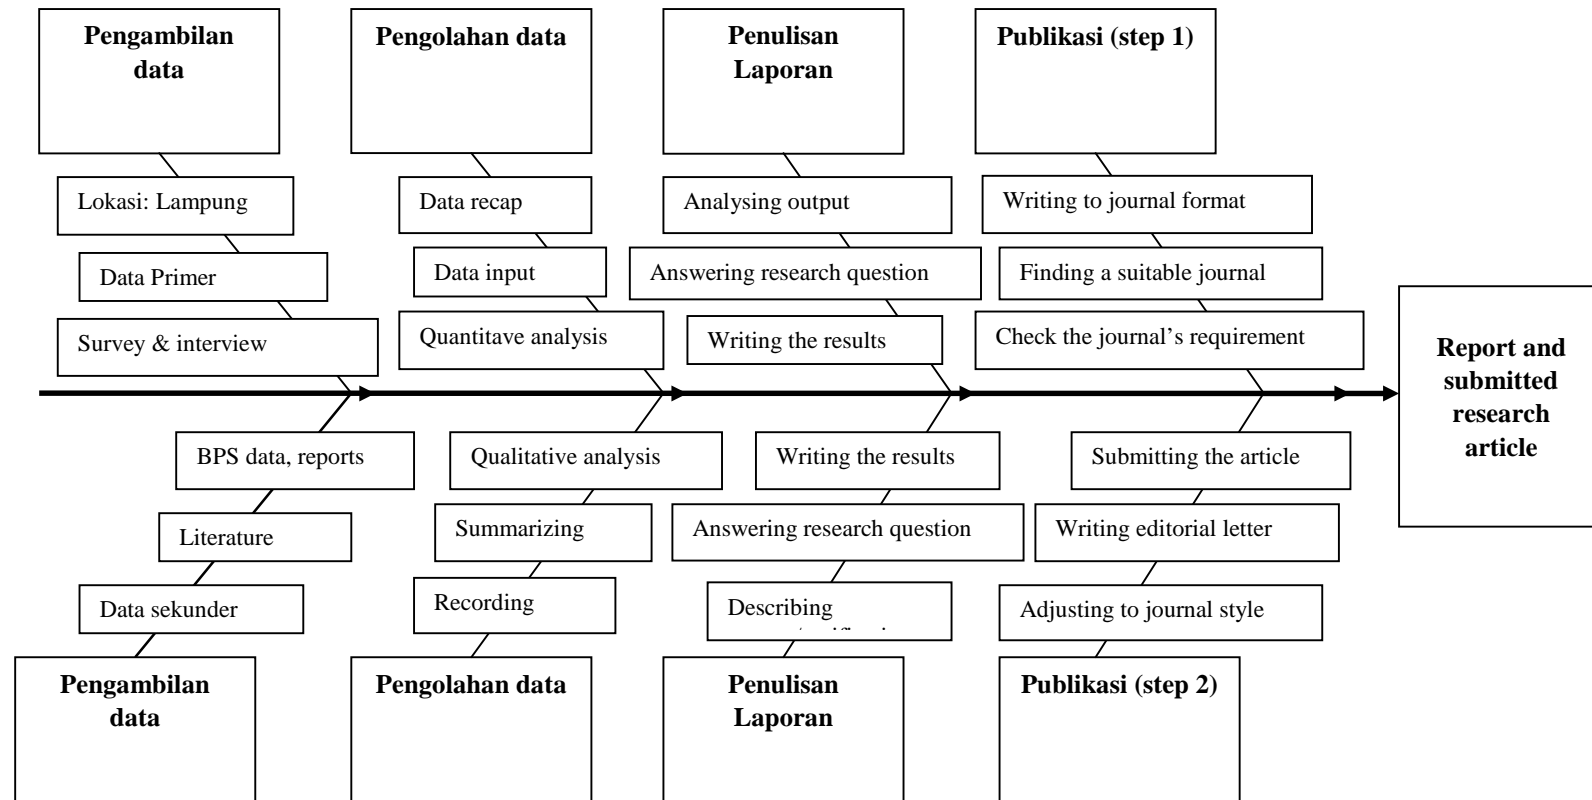 Pengambilan
data
Pengolahan data
Penulisan
Laporan
Publikasi (step 1)
Lokasi: Lampung
Data recap
Analysing output
Writing to journal format
Data Primer
Data input
Answering research question
Finding a suitable journal
Survey & interview
Quantitave analysis
Writing the results
Check the journal's requirement
Report and
submitted
research
article
BPS data, reports
Qualitative analysis
Writing the results
Submitting the article
Literature
Summarizing
Answering research question
Writing editorial letter
Data sekunder
Recording
Describing
Adjusting to journal style
Pengambilan
data
Pengolahan data
Penulisan
Laporan
Publikasi (step 2)